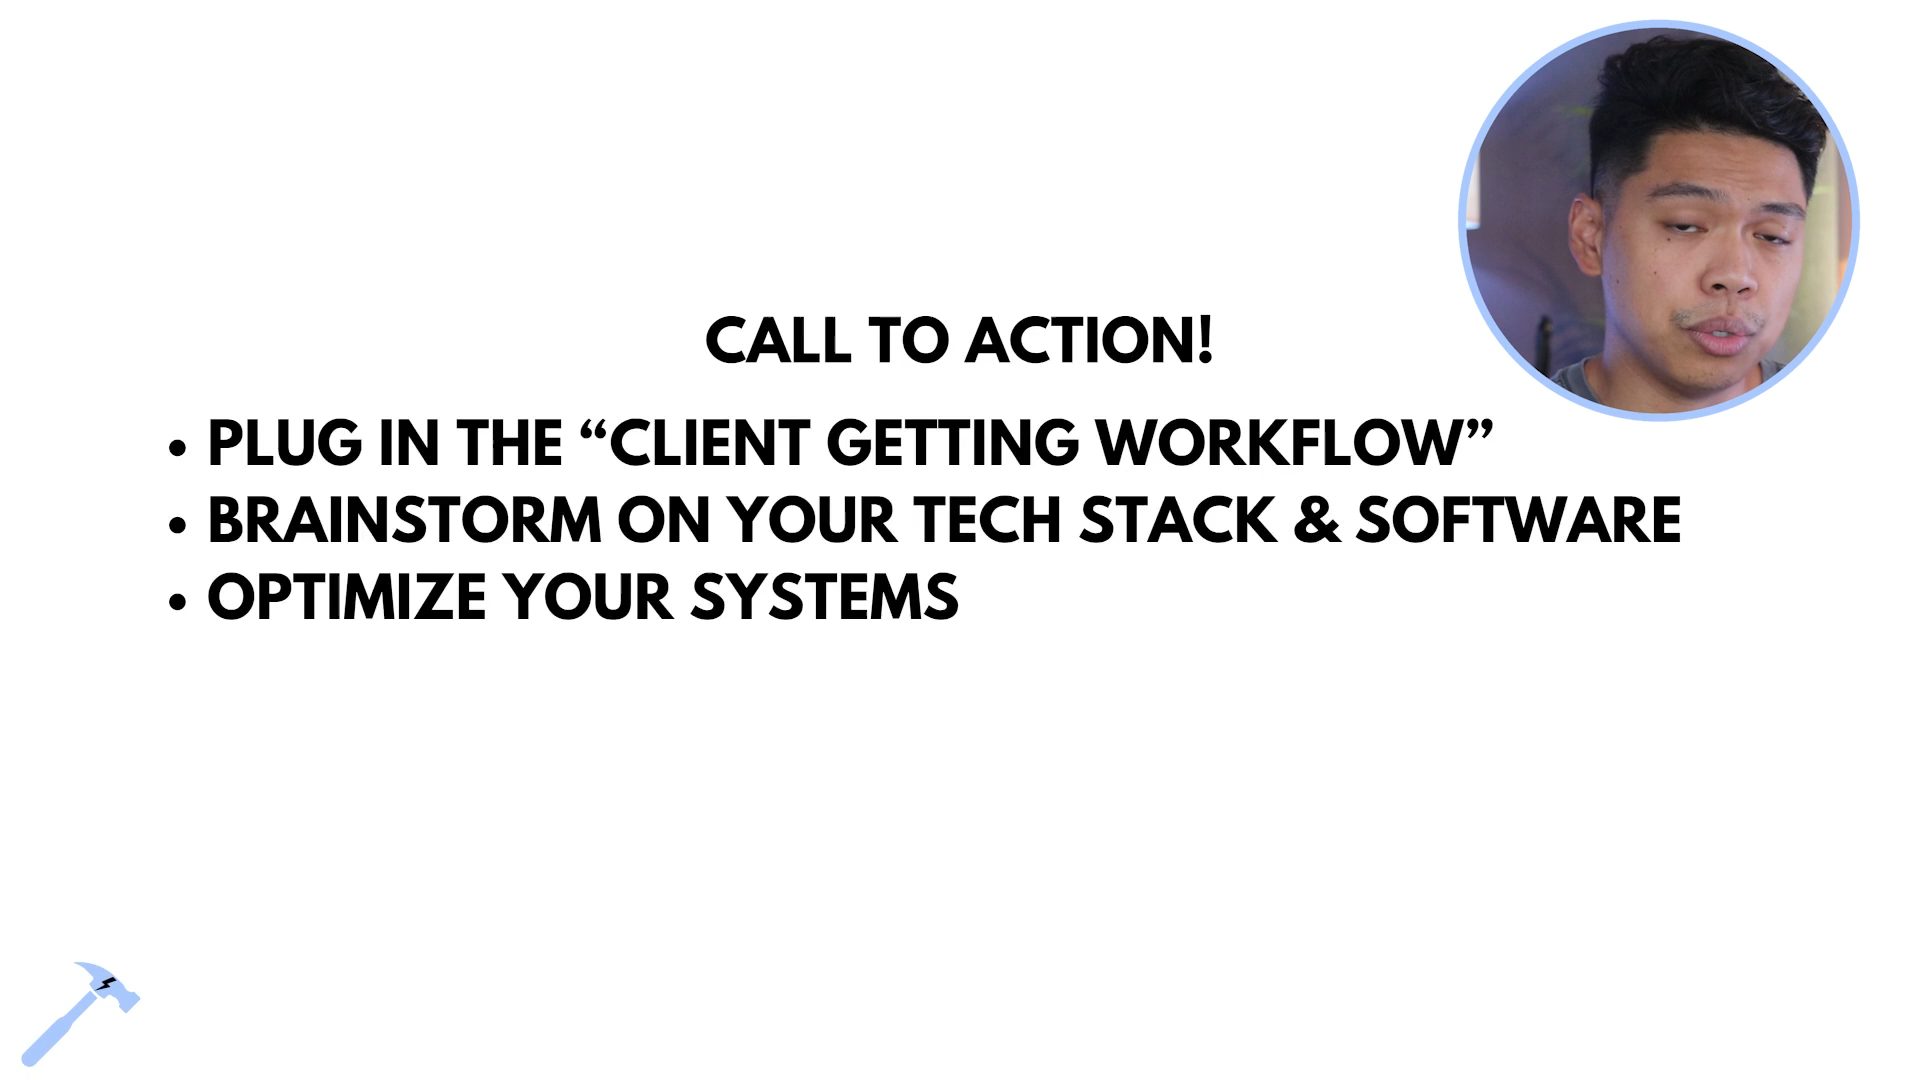 CALL TO ACTION!
• PLUG IN THE “CLIENT GETTING WORKFLOW”
• BRAINSTORM ON YOUR TECH STACK & SOFTWARE
• OPTIMIZE YOUR SYSTEMS